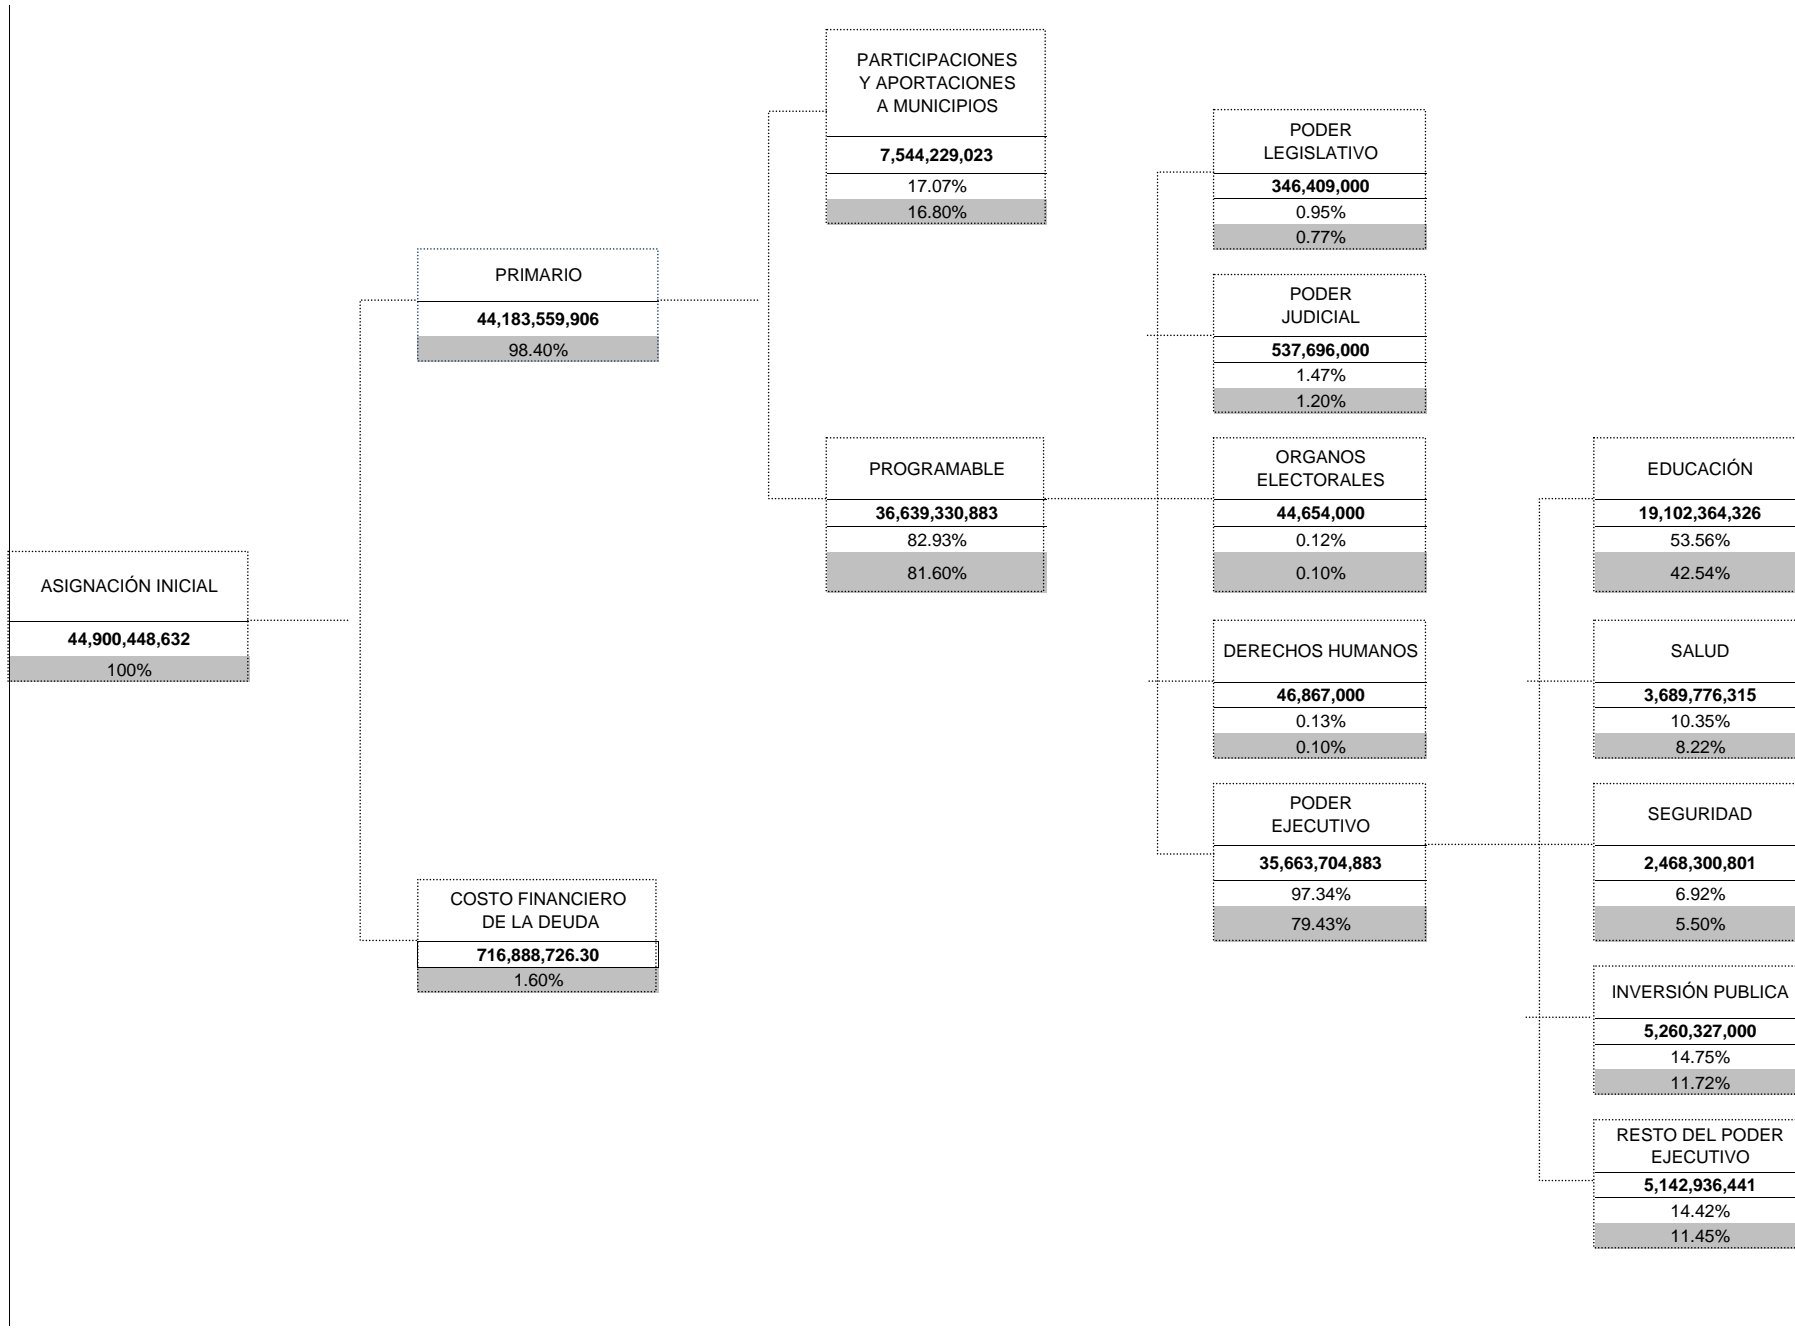 ASIGNACIÓN INICIAL
44,900,448,632
100%
PRIMARIO
44,183,559,906
98.40%
COSTO FINANCIERO
DE LA DEUDA
716,888,726.30
1.60%
PARTICIPACIONES
Y APORTACIONES
A MUNICIPIOS
7,544,229,023
17.07%
16.80%
PROGRAMABLE
36,639,330,883
82.93%
81.60%
PODER
LEGISLATIVO
346,409,000
0.95%
0.77%
PODER
JUDICIAL
537,696,000
1.47%
1.20%
ORGANOS
ELECTORALES
44,654,000
0.12%
0.10%
DERECHOS HUMANOS
46,867,000
0.13%
0.10%
PODER
EJECUTIVO
35,663,704,883
97.34%
79.43%
EDUCACIÓN
19,102,364,326
53.56%
42.54%
SALUD
3,689,776,315
10.35%
8.22%
SEGURIDAD
2,468,300,801
6.92%
5.50%
INVERSIÓN PUBLICA
5,260,327,000
14.75%
11.72%
RESTO DEL PODER
EJECUTIVO
5,142,936,441
14.42%
11.45%